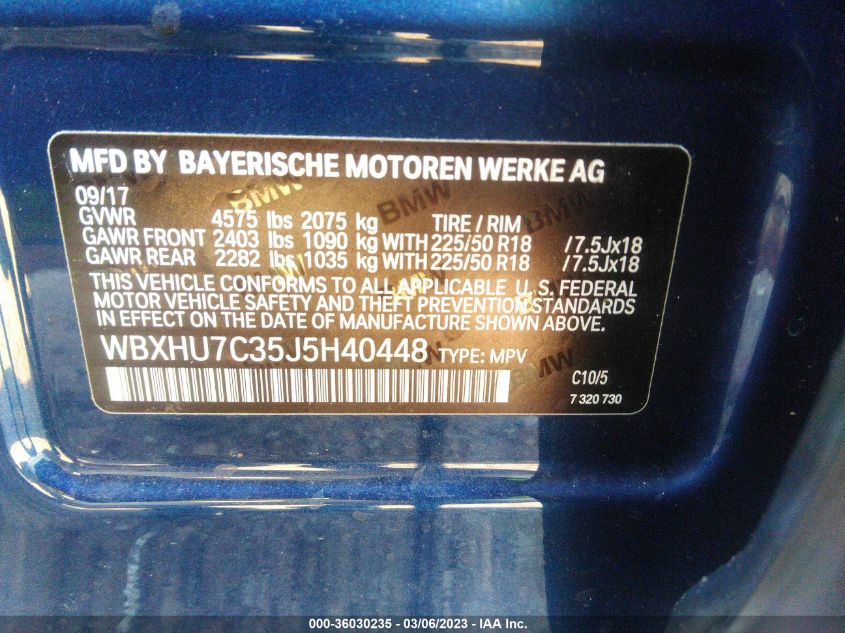 MFD BY BAYERISCHE MOTOREN WERKE AG
09/17
GVWR 4575 lbs 2075 kg TIRE / RIM
GAWR FRONT 2403 lbs 1090 kg WITH 225/50 R18 /7.5Jx18
GAWR REAR 2282 lbs 1035 kg WITH 225/50 R18 /7.5Jx18
THIS VEHICLE CONFORMS TO ALL APPLICABLE U. S. FEDERAL
MOTOR VEHICLE SAFETY AND THEFT PREVENTION STANDARDS
IN EFFECT ON THE DATE OF MANUFACTURE SHOWN ABOVE.
WBXHU7C35J5H40448 TYPE: MPV
C10/5
7 320 730
BMW
BMW
BMW
BMW
000-36030235 - 03/06/2023 - IAA Inc.